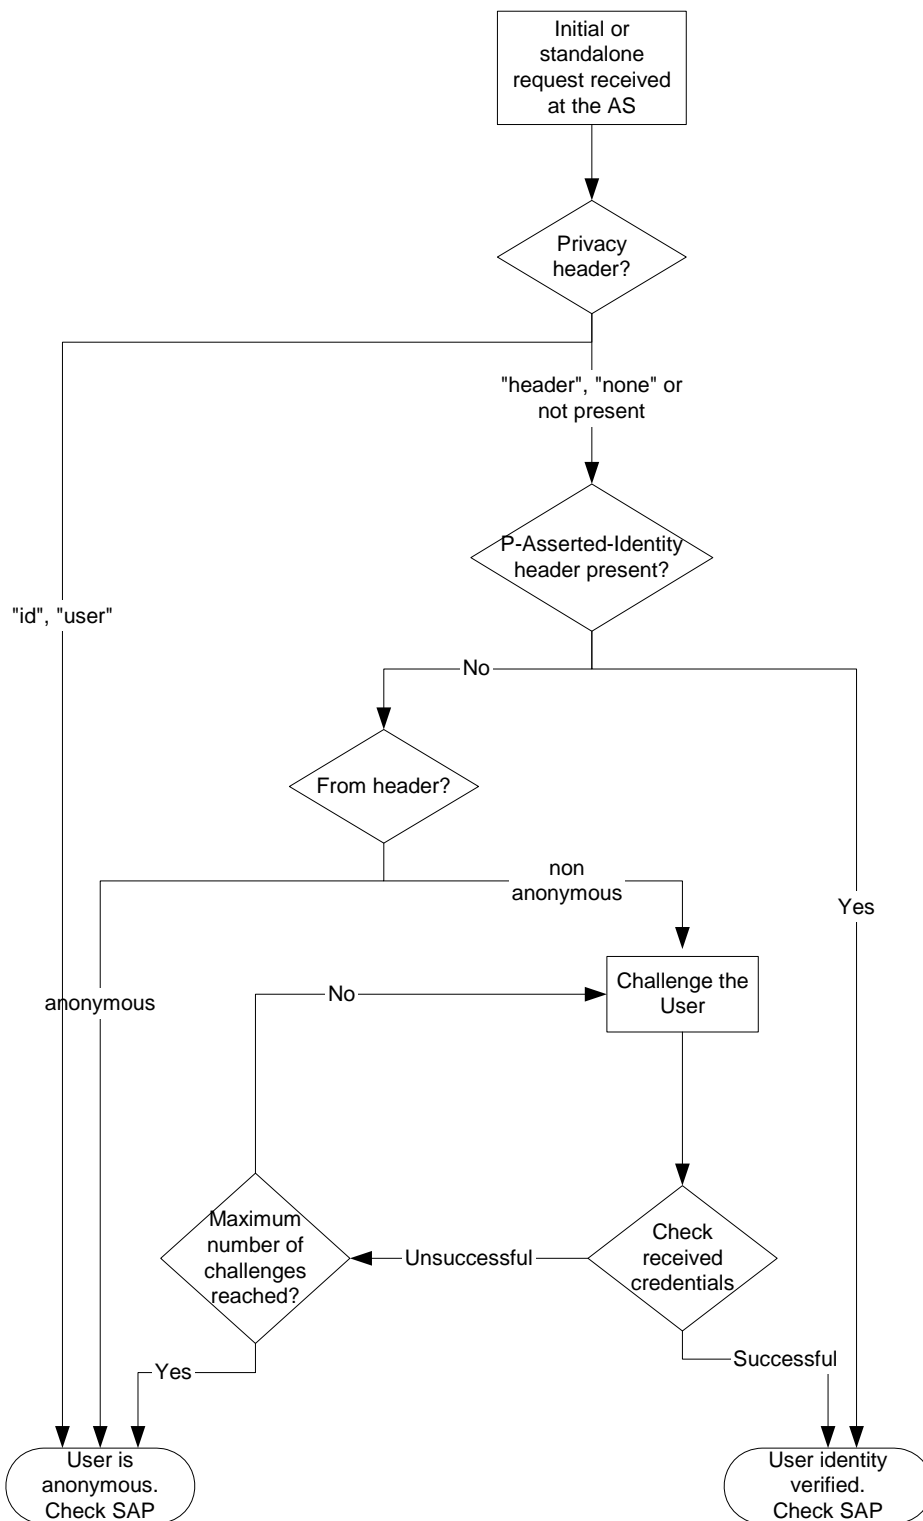 Initial or
standalone
request received
at the AS
Privacy
header?
"header", "none" or
not present
P-Asserted-Identity
header present?
"id", "user"
No
From header?
non
anonymous
Yes
anonymous
No
Challenge the
User
Maximum
number of
challenges
reached?
Unsuccessful
Check
received
credentials
Yes
Successful
User is
anonymous.
Check SAP
User identity
verified.
Check SAP